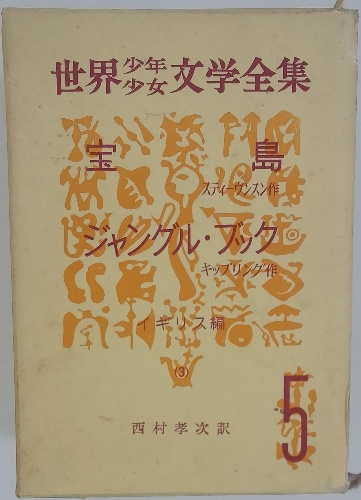 世界少年少女文学全集
宝島
スティーヴンスン作
ジャングル・ブック
キップリング作
イギリス編
(3)
5
西村孝次訳